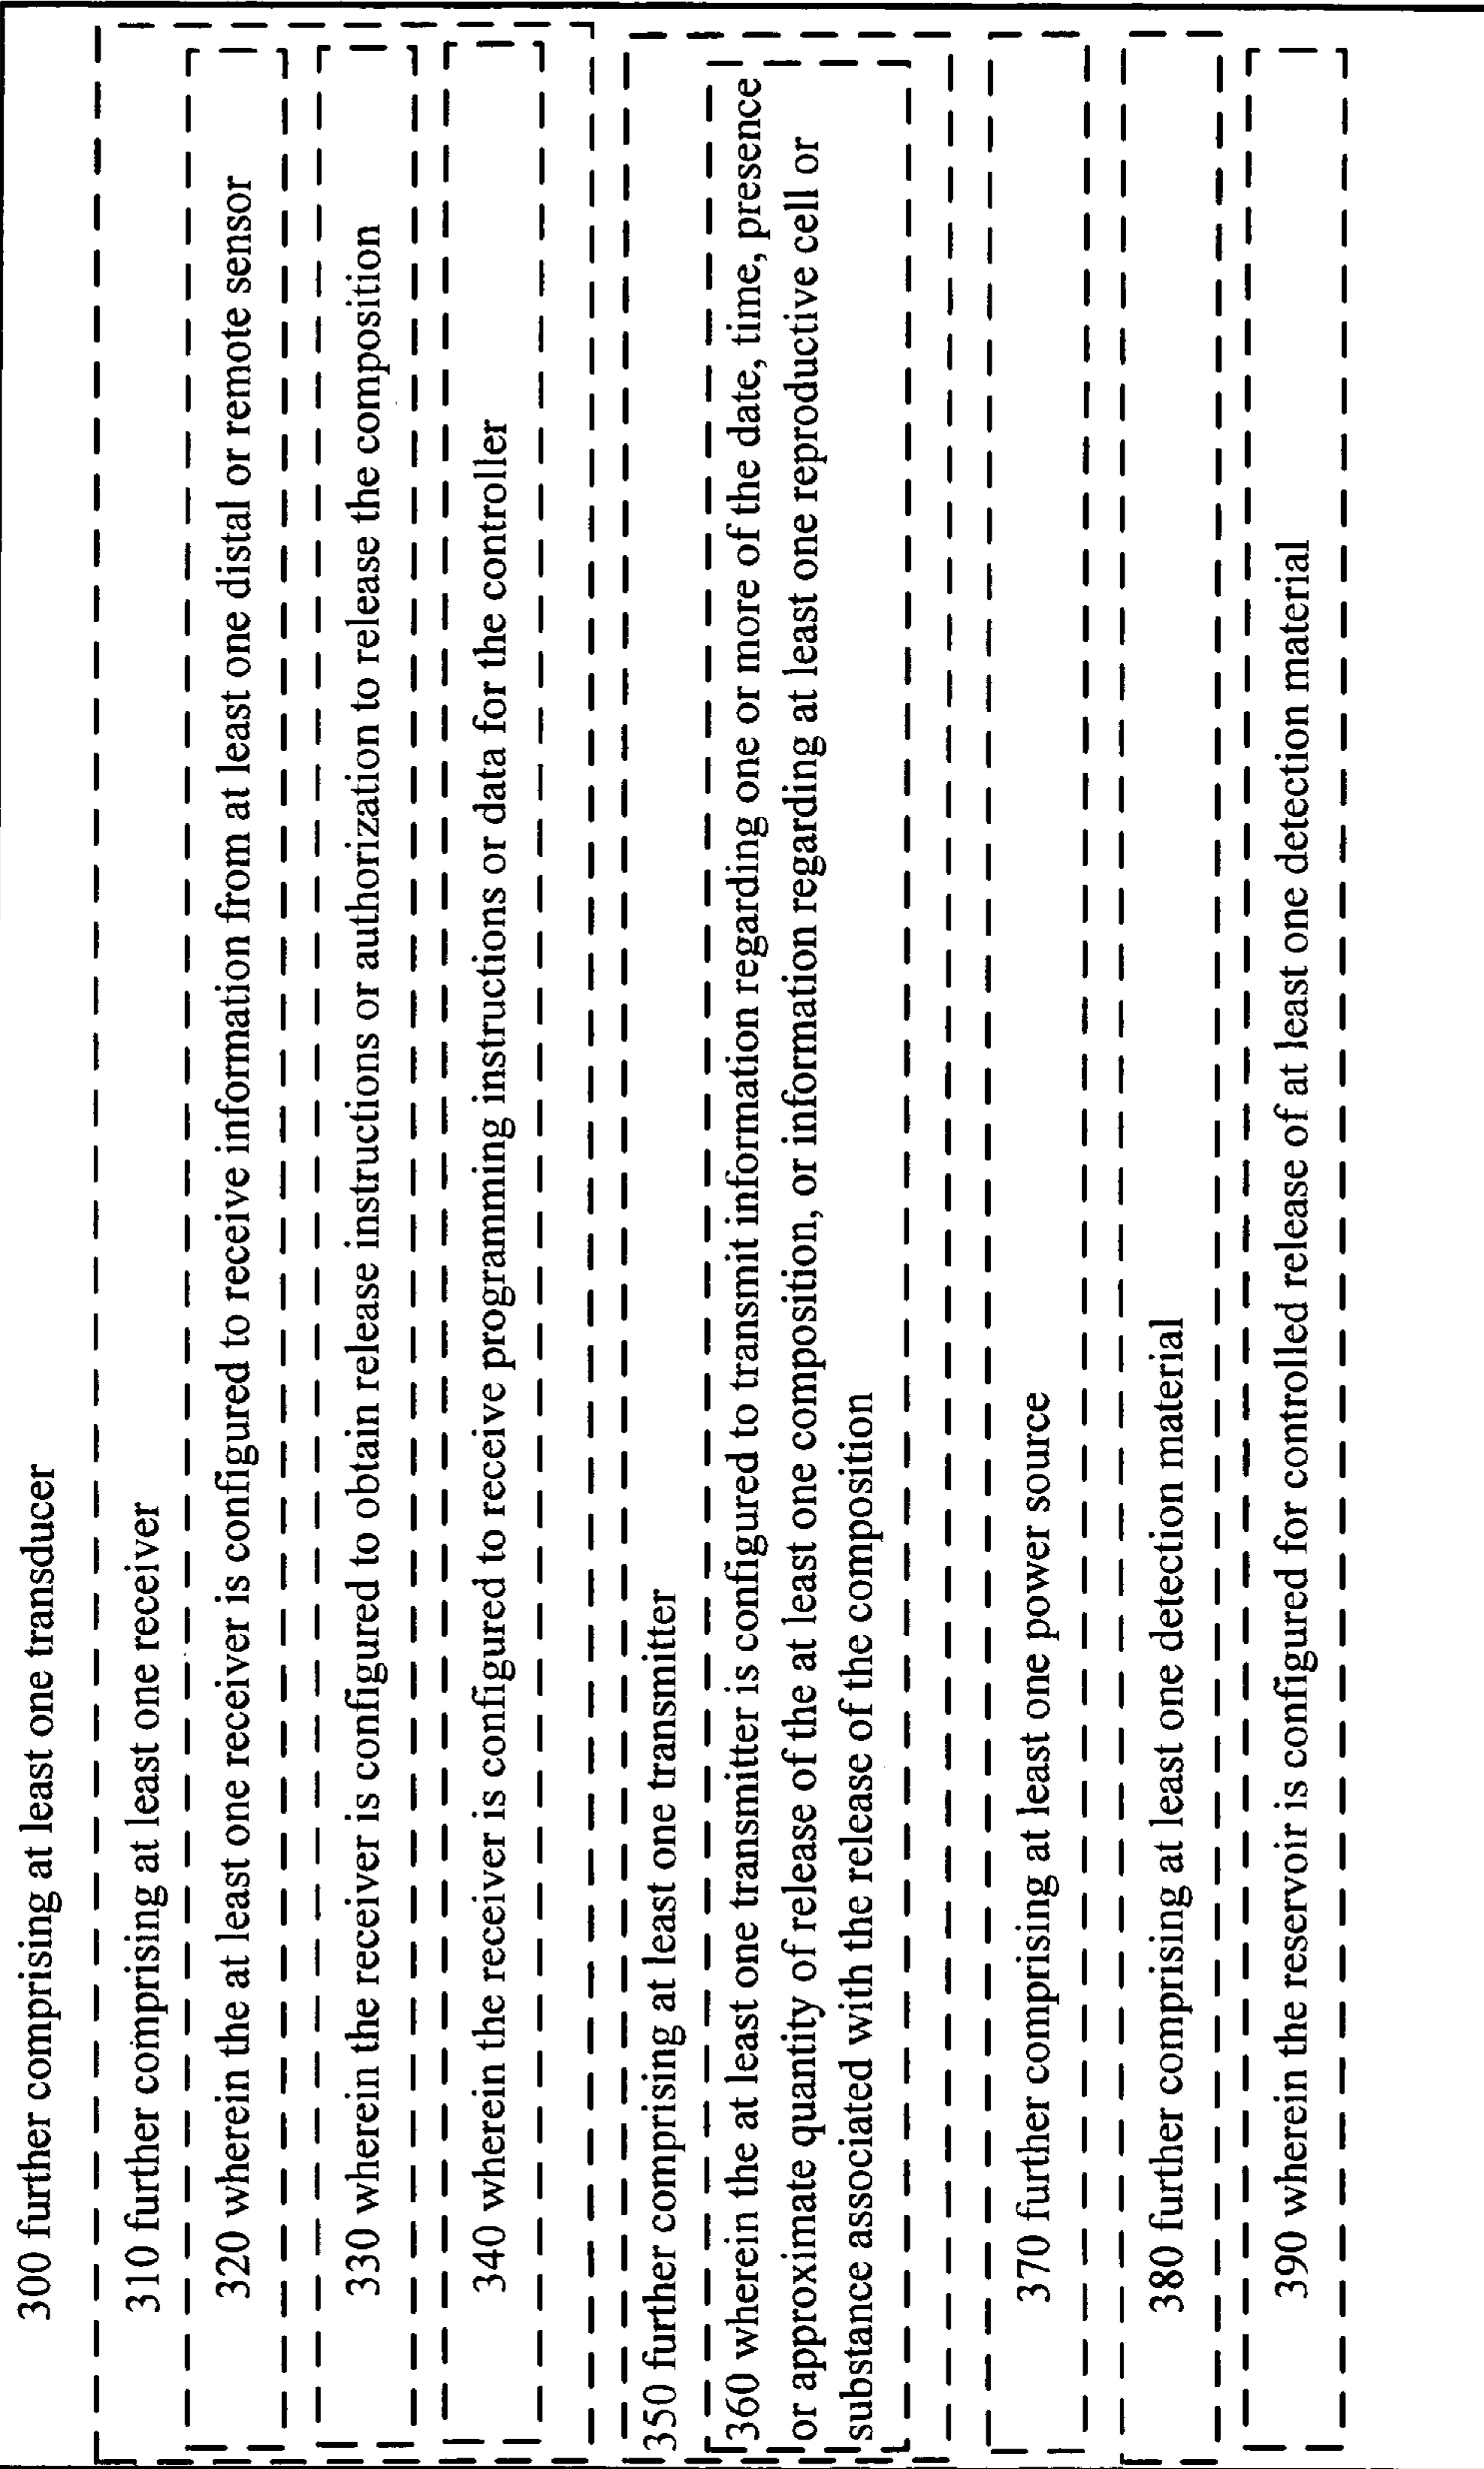 300 further comprising at least one transducer
310 further comprising at least one receiver
320 wherein the at least one receiver is configured to receive information from at least one distal or remote sensor
330 wherein the receiver is configured to obtain release instructions or authorization to release the composition
340 wherein the receiver is configured to receive programming instructions or data for the controller
350 further comprising at least one transmitter
360 wherein the at least one transmitter is configured to transmit information regarding one or more of the date, time, presence
or approximate quantity of release of the at least one composition, or information regarding at least one reproductive cell or
substance associated with the release of the composition
370 further comprising at least one power source
380 further comprising at least one detection material
390 wherein the reservoir is configured for controlled release of at least one detection material